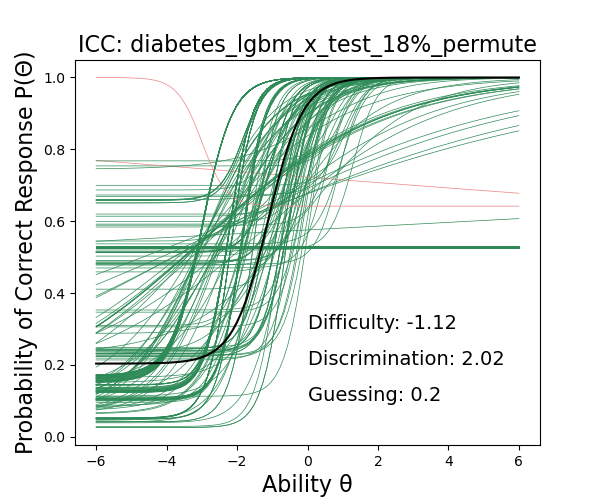 ICC: diabetes_lgbm_x_test_18%_permute
Probability of Correct Response P(Θ)
1.0
0.8
0.6
0.4
0.2
0.0
Difficulty: -1.12
Discrimination: 2.02
Guessing: 0.2
−6 −4 −2 0 2 4 6
Ability θ